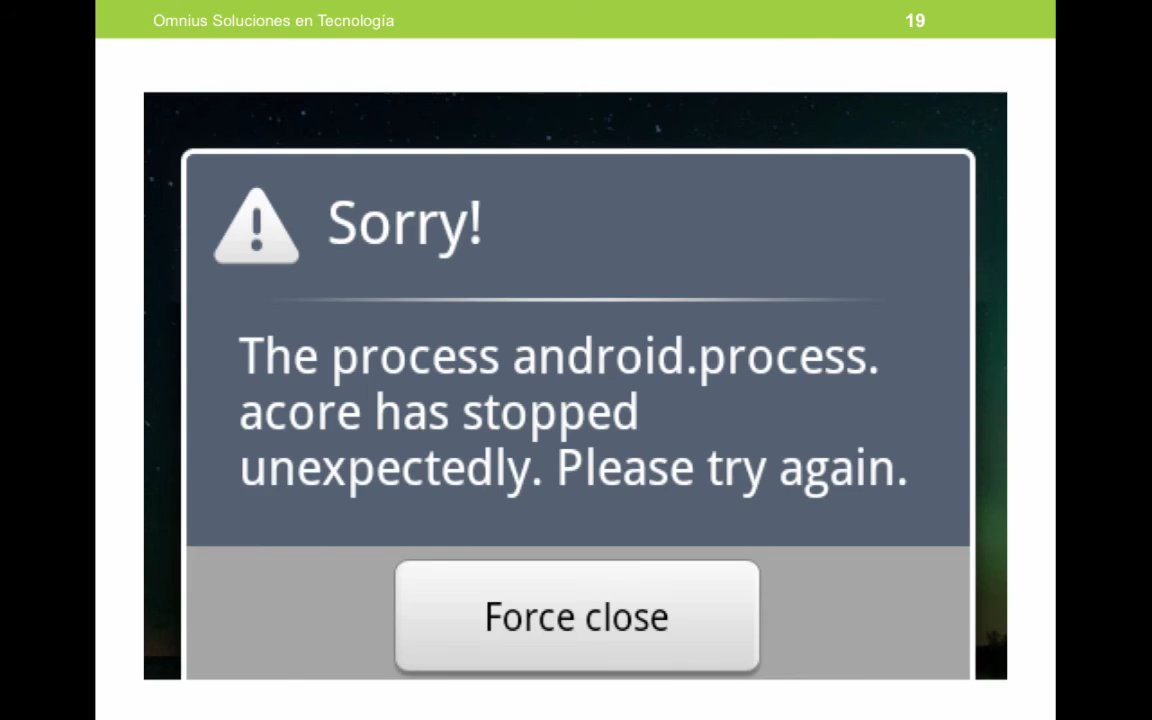 Omnius Soluciones en Tecnología 19
Sorry!
The process android.process.
acore has stopped
unexpectedly. Please try again.
Force close